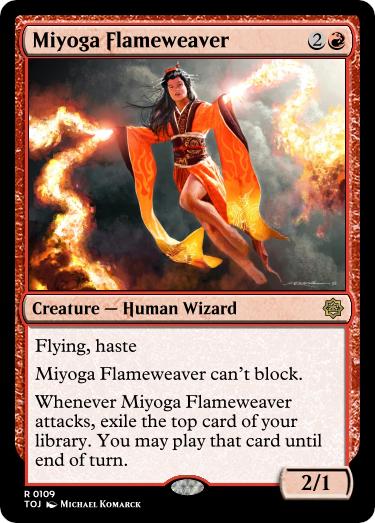 Miyoga Flameweaver 2
Creature — Human Wizard
Flying, haste
Miyoga Flameweaver can't block.
Whenever Miyoga Flameweaver
attacks, exile the top card of your
library. You may play that card until
end of turn.
2/1
R 0109
TOJ Michael Komarck